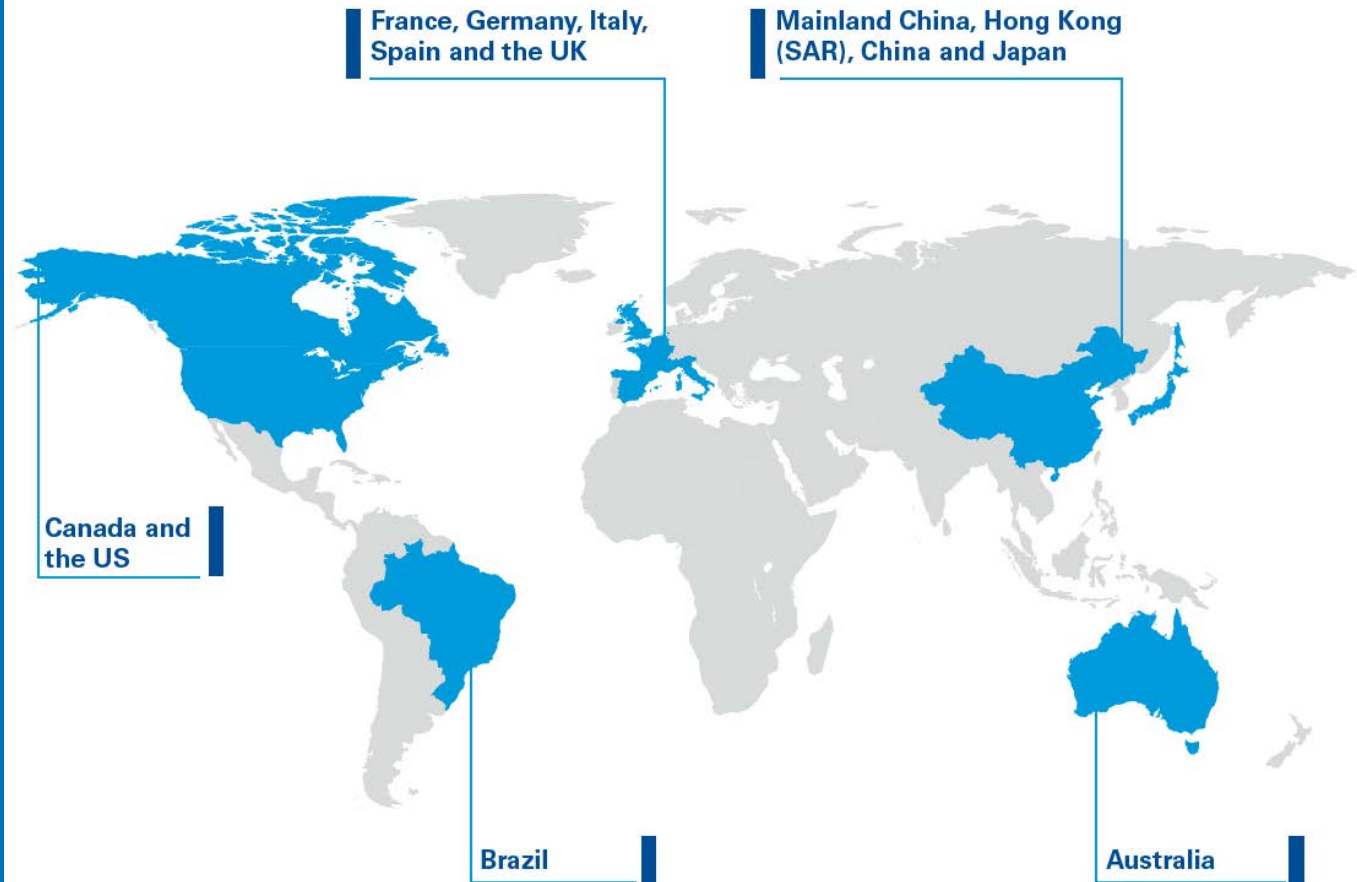 France, Germany, Italy,
Spain and the UK
Mainland China, Hong Kong
(SAR), China and Japan
Canada and
the US
Brazil
Australia